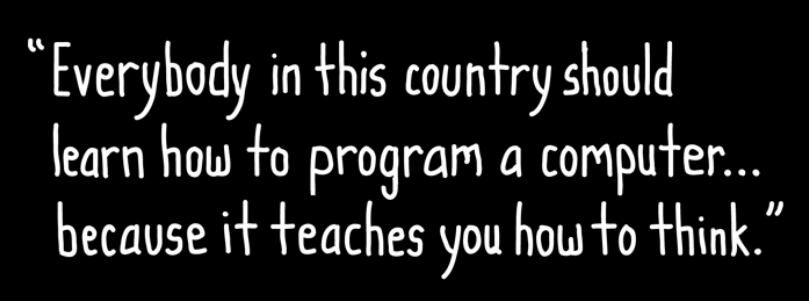 “Everybody in this country should
learn how to program a computer...
because it teaches you how to think.”